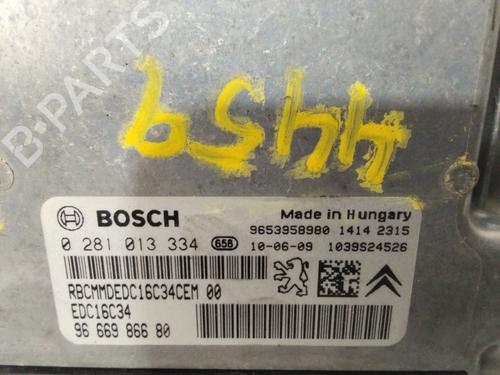 B-PARTS
4459
BOSCH
Made in Hungary
9653958980 1414 2315
0 281 013 334 658 10-06-09 1039S24526
RBCMMDEDC16C34CEM 00
EDC16C34
96 669 866 80